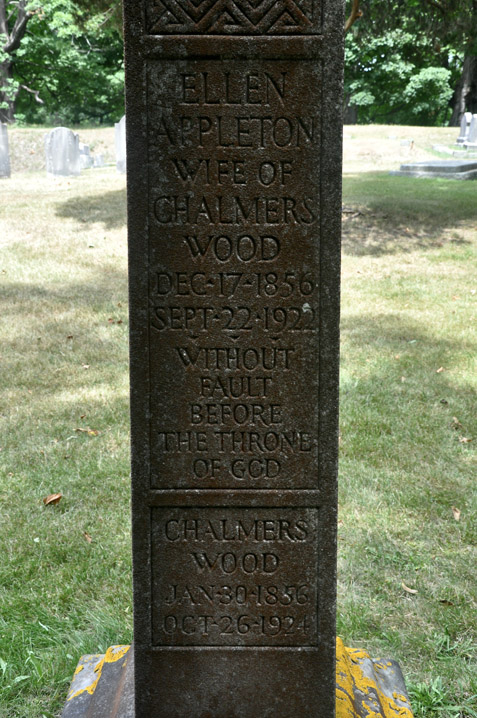 ELLEN
APPLETON
WIFE OF
CHALMERS
WOOD
DEC·17·1856
SEPT·22·1922
WITHOUT
FAULT
BEFORE
THE THRONE
OF GOD
CHALMERS
WOOD
JAN·30·1856
OCT·26·1924